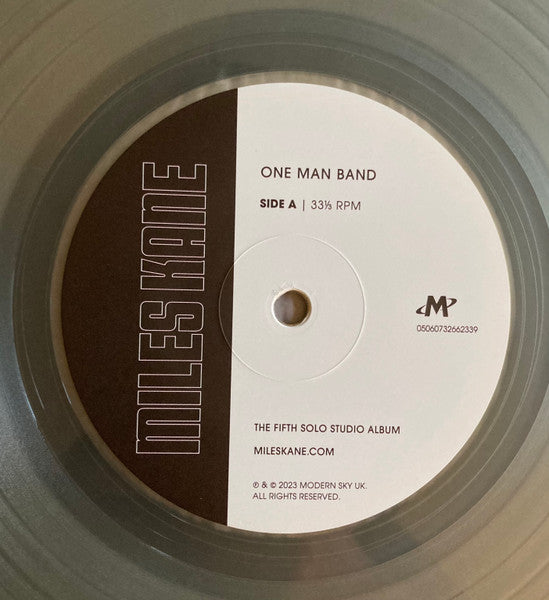 MILES KANE
ONE MAN BAND
SIDE A | 33⅓ RPM
M
05060732662339
THE FIFTH SOLO STUDIO ALBUM
MILESKANE.COM
℗ & © 2023 MODERN SKY UK.
ALL RIGHTS RESERVED.